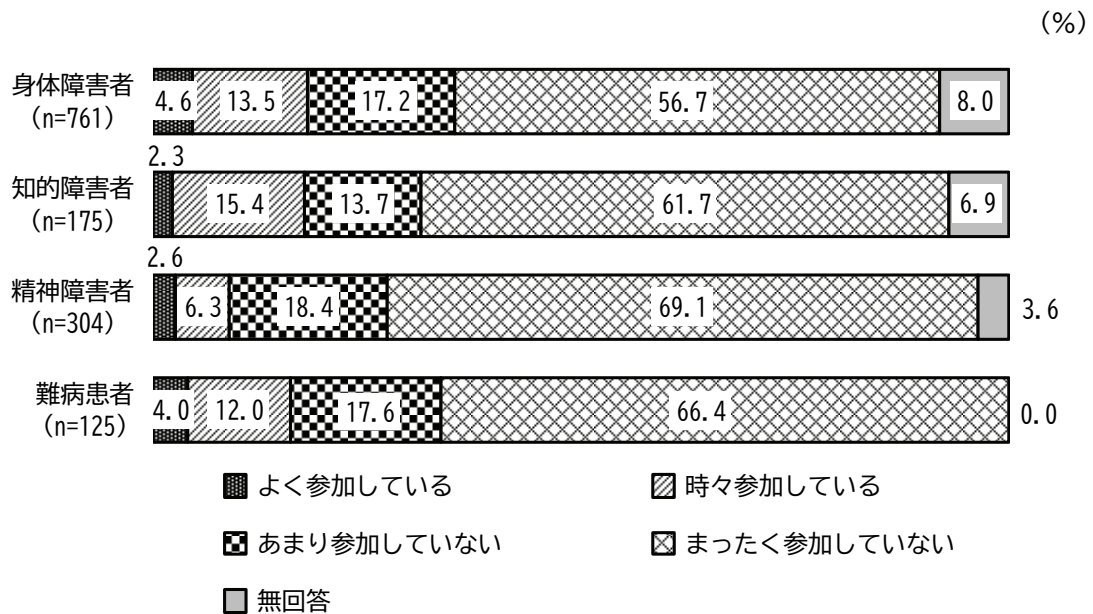 (%)
身体障害者
(n=761)
4.6 13.5 17.2 56.7 8.0
2.3
知的障害者
(n=175)
15.4 13.7 61.7 6.9
2.6
精神障害者
(n=304)
6.3 18.4 69.1 3.6
難病患者
(n=125)
4.0 12.0 17.6 66.4 0.0
よく参加している 時々参加している
あまり参加していない まったく参加していない
無回答